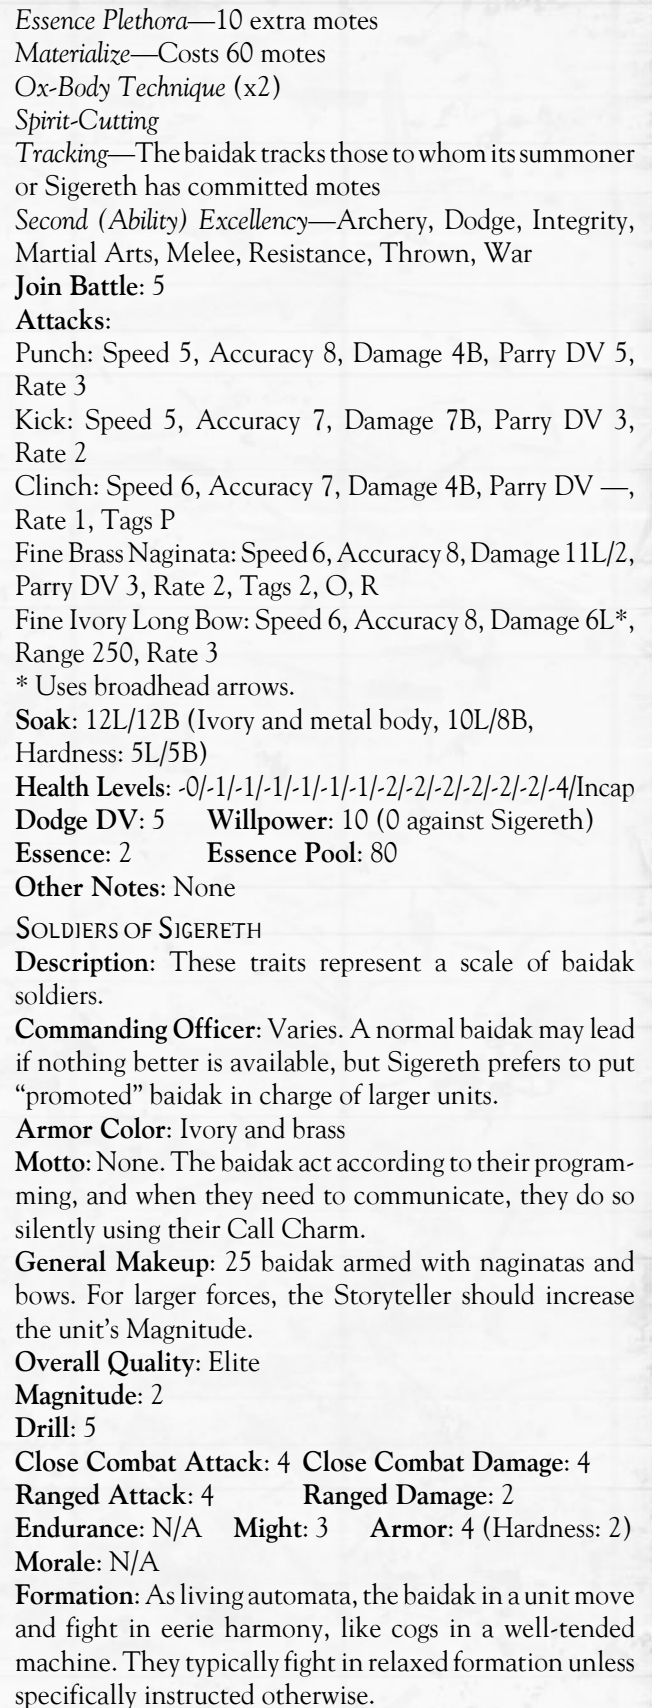 Essence Plethora—10 extra motes
Materialize—Costs 60 motes
Ox-Body Technique (x2)
Spirit-Cutting
Tracking—The baidak tracks those to whom its summoner
or Sigereth has committed motes
Second (Ability) Excellency—Archery, Dodge, Integrity,
Martial Arts, Melee, Resistance, Thrown, War
Join Battle: 5
Attacks:
Punch: Speed 5, Accuracy 8, Damage 4B, Parry DV 5,
Rate 3
Kick: Speed 5, Accuracy 7, Damage 7B, Parry DV 3,
Rate 2
Clinch: Speed 6, Accuracy 7, Damage 4B, Parry DV —,
Rate 1, Tags P
Fine Brass Naginata: Speed 6, Accuracy 8, Damage 11L/2,
Parry DV 3, Rate 2, Tags 2, O, R
Fine Ivory Long Bow: Speed 6, Accuracy 8, Damage 6L*,
Range 250, Rate 3
* Uses broadhead arrows.
Soak: 12L/12B (Ivory and metal body, 10L/8B,
Hardness: 5L/5B)
Health Levels: -0/-1/-1/-1/-1/-1/-1/-2/-2/-2/-2/-2/-2/-4/Incap
Dodge DV: 5 Willpower: 10 (0 against Sigereth)
Essence: 2 Essence Pool: 80
Other Notes: None
Soldiers of Sigereth
Description: These traits represent a scale of baidak
soldiers.
Commanding Officer: Varies. A normal baidak may lead
if nothing better is available, but Sigereth prefers to put
“promoted” baidak in charge of larger units.
Armor Color: Ivory and brass
Motto: None. The baidak act according to their program-
ming, and when they need to communicate, they do so
silently using their Call Charm.
General Makeup: 25 baidak armed with naginatas and
bows. For larger forces, the Storyteller should increase
the unit’s Magnitude.
Overall Quality: Elite
Magnitude: 2
Drill: 5
Close Combat Attack: 4 Close Combat Damage: 4
Ranged Attack: 4 Ranged Damage: 2
Endurance: N/A Might: 3 Armor: 4 (Hardness: 2)
Morale: N/A
Formation: As living automata, the baidak in a unit move
and fight in eerie harmony, like cogs in a well-tended
machine. They typically fight in relaxed formation unless
specifically instructed otherwise.